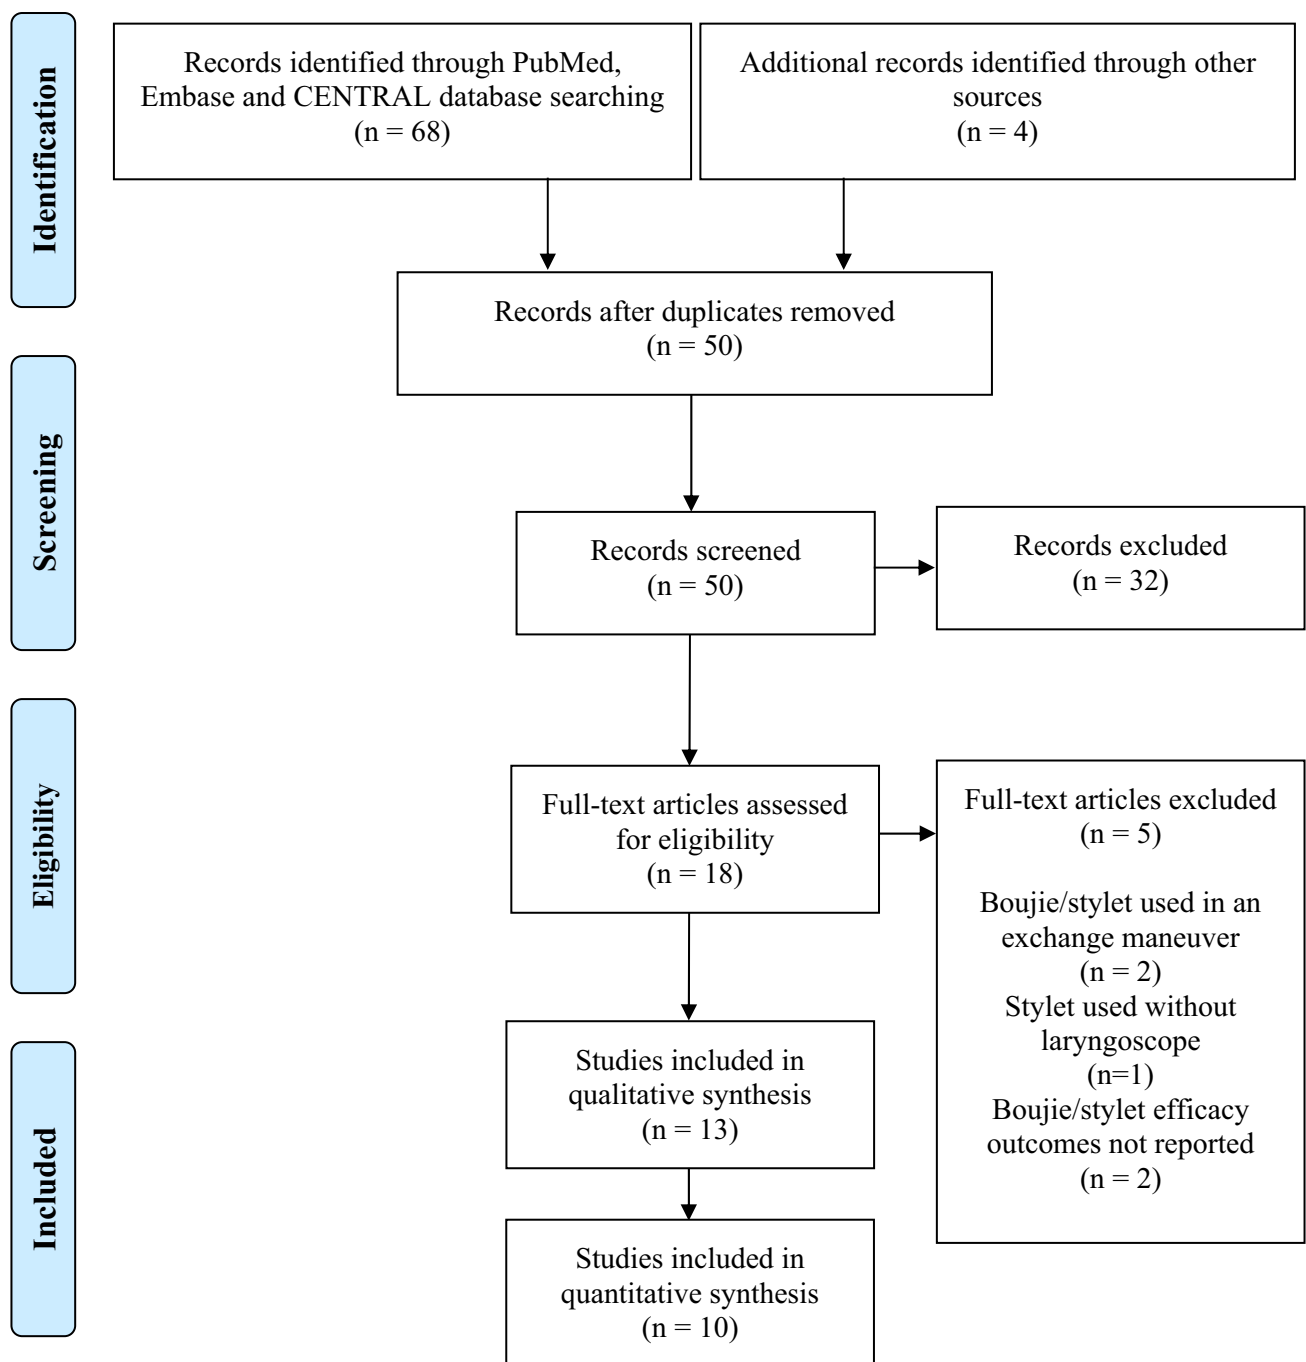 Identification
Records identified through PubMed,
Embase and CENTRAL database searching
(n = 68)
Additional records identified through other
sources
(n = 4)
Records after duplicates removed
(n = 50)
Screening
Records screened
(n = 50)
Records excluded
(n = 32)
Eligibility
Full-text articles assessed
for eligibility
(n = 18)
Full-text articles excluded
(n = 5)
Boujie/stylet used in an
exchange maneuver
(n = 2)
Stylet used without
laryngoscope
(n=1)
Boujie/stylet efficacy
outcomes not reported
(n = 2)
Included
Studies included in
qualitative synthesis
(n = 13)
Studies included in
quantitative synthesis
(n = 10)